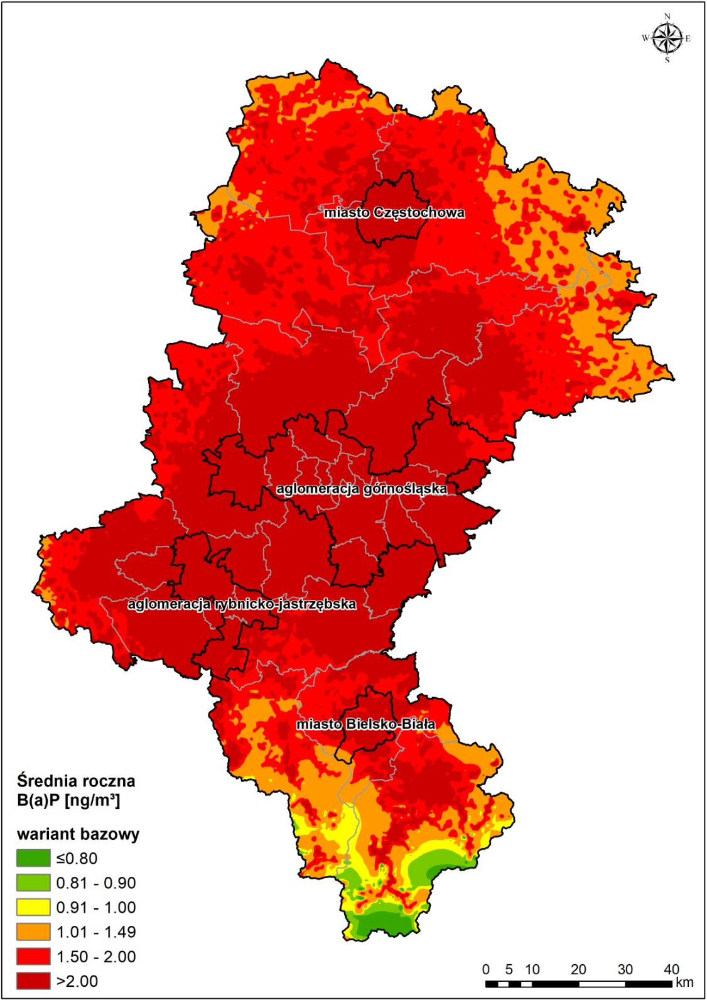 N
W E
S
miasto Częstochowa
aglomeracja górnośląska
aglomeracja rybnicko-jastrzębska
miasto Bielsko-Biała
Średnia roczna
B(a)P [ng/m³]
wariant bazowy
≤0.80
0.81 - 0.90
0.91 - 1.00
1.01 - 1.49
1.50 - 2.00
>2.00
0 5 10 20 30 40
km